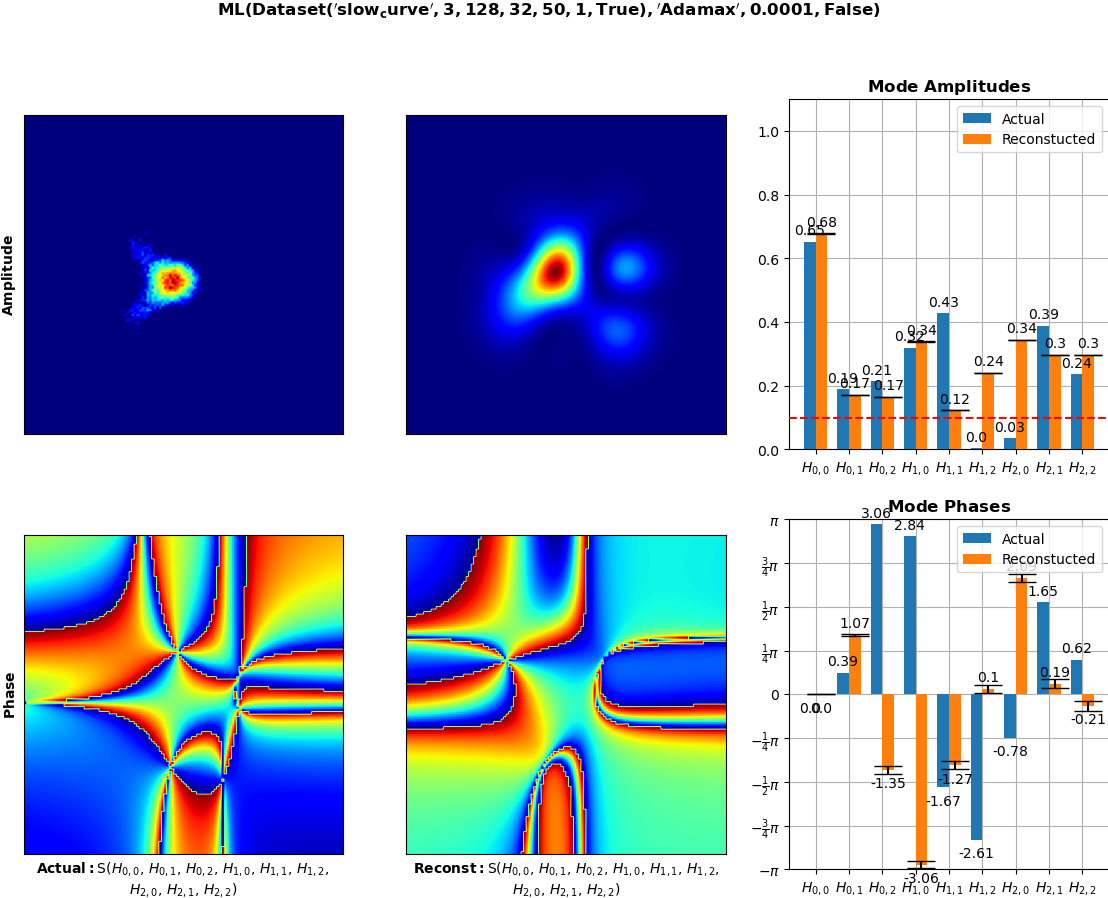 ML(Dataset('slow_curve', 3, 128, 32, 50, 1, True), 'Adamax', 0.0001, False)
Amplitude
Mode Amplitudes
Actual
Reconstucted
1.0
0.8
0.6
0.4
0.2
0.0
0.65 0.68 0.19 0.17 0.21 0.17 0.32 0.34 0.43 0.12 0.0 0.24 0.03 0.34 0.39 0.3 0.24 0.3
H0,0 H0,1 H0,2 H1,0 H1,1 H1,2 H2,0 H2,1 H2,2
Phase
Mode Phases
Actual
Reconstucted
π
3/4π
1/2π
1/4π
0
−1/4π
−1/2π
−3/4π
−π
0.0 0.0 0.39 1.07 3.06 -1.35 2.84 -3.06 -1.67 -1.27 -2.61 0.1 -0.78 2.09 1.65 0.19 0.62 -0.21
H0,0 H0,1 H0,2 H1,0 H1,1 H1,2 H2,0 H2,1 H2,2
Actual: S(H0,0, H0,1, H0,2, H1,0, H1,1, H1,2,
H2,0, H2,1, H2,2)
Reconst: S(H0,0, H0,1, H0,2, H1,0, H1,1, H1,2,
H2,0, H2,1, H2,2)